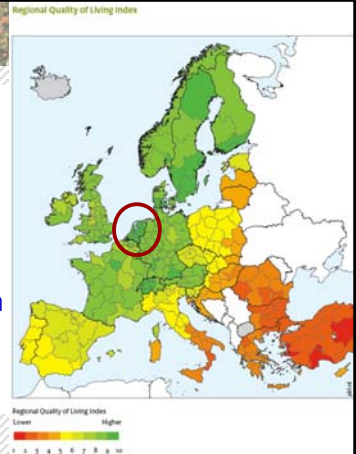 Regional Quality of Living Index
Regional Quality of Living Index
Lower Higher
1 2 3 4 5 6 7 8 9 10